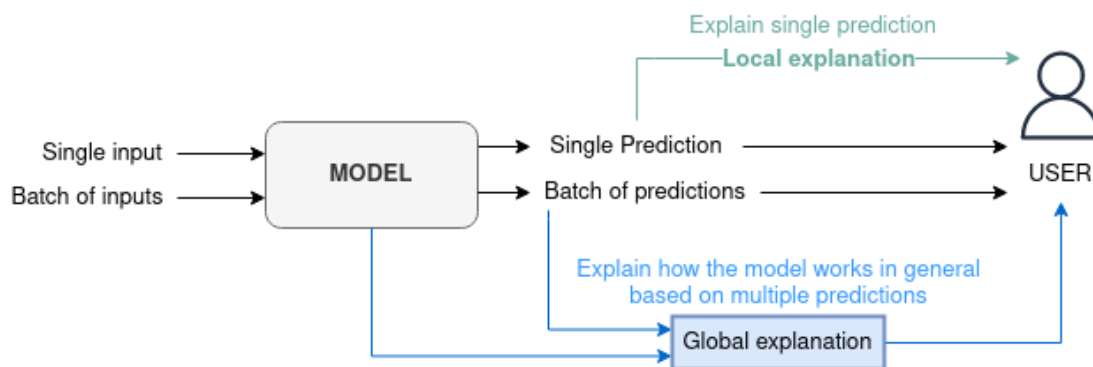 Explain single prediction
Local explanation
Single input
MODEL
Single Prediction
Batch of inputs
Batch of predictions
USER
Explain how the model works in general
based on multiple predictions
Global explanation